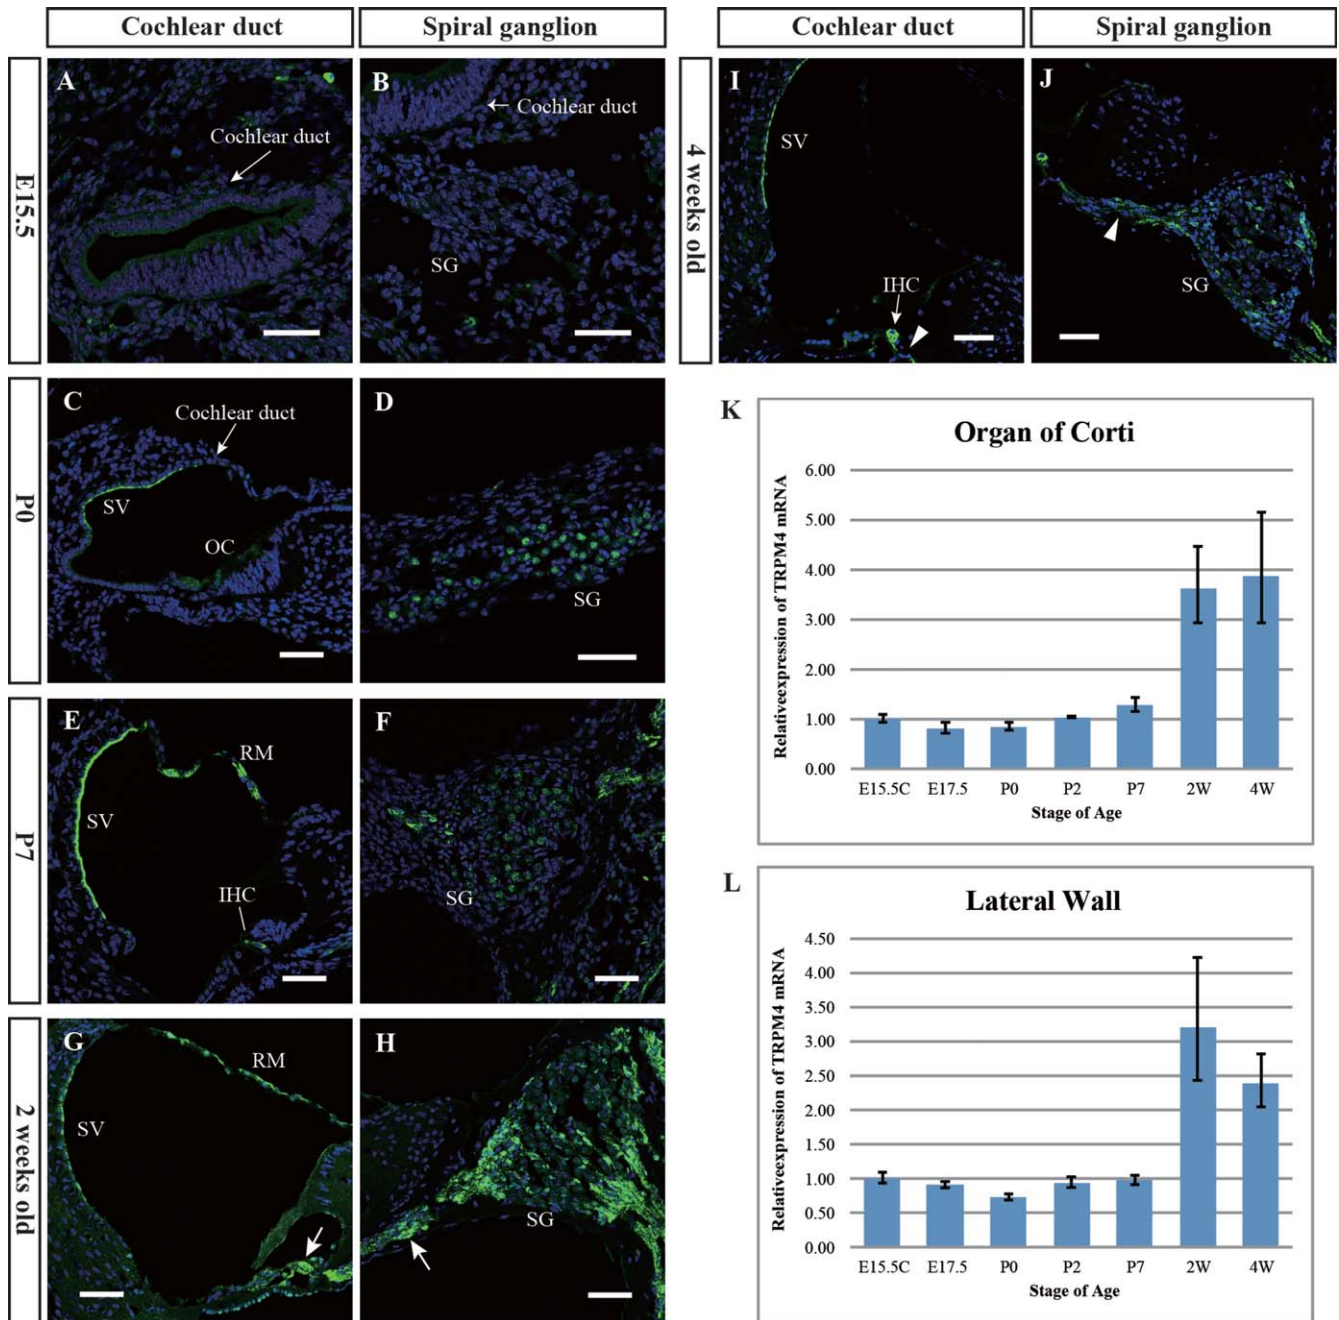 Cochlear duct
Spiral ganglion
E15.5
A
Cochlear duct
B
Cochlear duct
SG
P0
C
Cochlear duct
SV
OC
D
SG
P7
E
RM
SV
IHC
F
SG
2 weeks old
G
RM
SV
H
SG
Cochlear duct
Spiral ganglion
4 weeks old
I
SV
IHC
J
SG
K
Organ of Corti
Relativeexpression of TRPM4 mRNA
6.00
5.00
4.00
3.00
2.00
1.00
0.00
E15.5C E17.5 P0 P2 P7 2W 4W
Stage of Age
L
Lateral Wall
Relativeexpression of TRPM4 mRNA
4.50
4.00
3.50
3.00
2.50
2.00
1.50
1.00
0.50
0.00
E15.5C E17.5 P0 P2 P7 2W 4W
Stage of Age